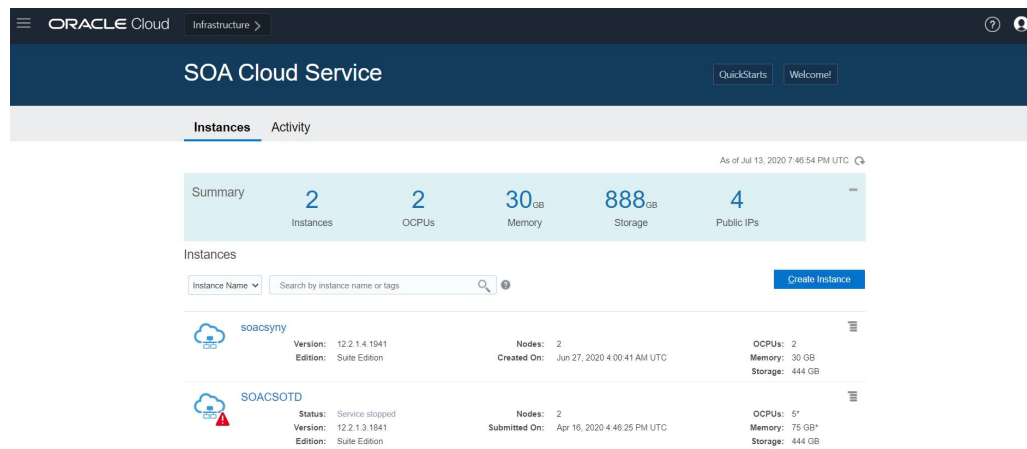 ORACLE Cloud Infrastructure >
SOA Cloud Service QuickStarts Welcome!
Instances Activity
As of Jul 13, 2020 7:46:54 PM UTC
Summary 2 2 30 GB 888 GB 4
Instances OCPUs Memory Storage Public IPs
Instances
Instance Name Search by instance name or tags Create Instance
soacsyny
Version: 12.2.1.4.1941 Nodes: 2 OCPUs: 2
Edition: Suite Edition Created On: Jun 27, 2020 4:00:41 AM UTC Memory: 30 GB
Storage: 444 GB
SOACSOTD
Status: Service stopped Nodes: 2 OCPUs: 5*
Version: 12.2.1.3.1841 Submitted On: Apr 16, 2020 4:46:25 PM UTC Memory: 75 GB*
Edition: Suite Edition Storage: 444 GB